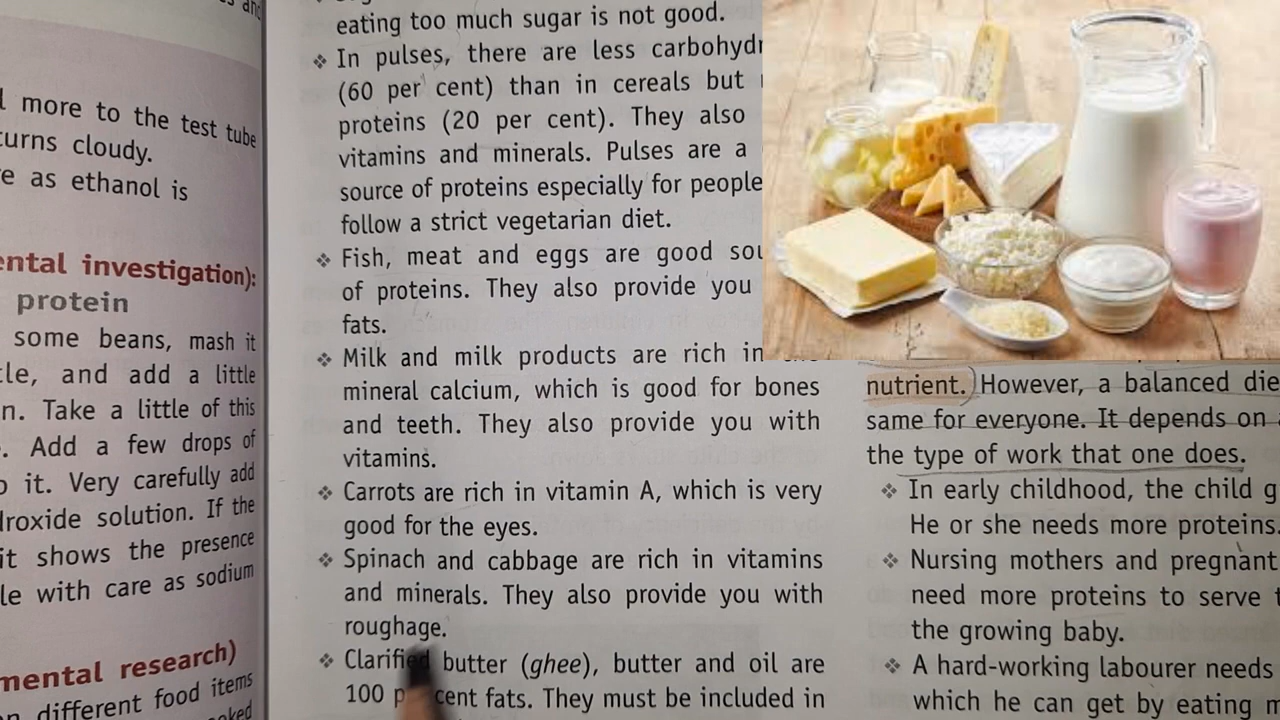 l more to the test tube
turns cloudy.
e as ethanol is
ental investigation):
protein
some beans, mash it
tle, and add a little
n. Take a little of this
. Add a few drops of
o it. Very carefully add
droxide solution. If the
it shows the presence
le with care as sodium
mental research)
on different food items
eating too much sugar is not good.
❖ In pulses, there are less carbohydr
(60 per cent) than in cereals but
proteins (20 per cent). They also
vitamins and minerals. Pulses are a
source of proteins especially for people
follow a strict vegetarian diet.
❖ Fish, meat and eggs are good sou
of proteins. They also provide you
fats.
❖ Milk and milk products are rich in the
mineral calcium, which is good for bones
and teeth. They also provide you with
vitamins.
❖ Carrots are rich in vitamin A, which is very
good for the eyes.
❖ Spinach and cabbage are rich in vitamins
and minerals. They also provide you with
roughage.
❖ Clarified butter (ghee), butter and oil are
100 per cent fats. They must be included in
nutrient. However, a balanced die
same for everyone. It depends on
the type of work that one does.
❖ In early childhood, the child g
He or she needs more proteins.
❖ Nursing mothers and pregnant
need more proteins to serve t
the growing baby.
❖ A hard-working labourer needs
which he can get by eating m